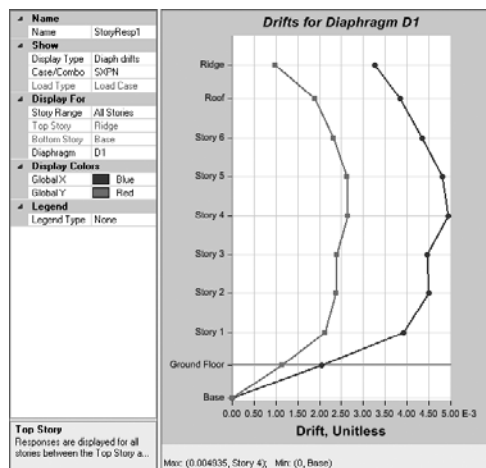 Name
Name StoryResp1
Show
Display Type Diaph drifts
Case/Combo SXPN
Load Type Load Case
Display For
Story Range All Stories
Top Story Ridge
Bottom Story Base
Diaphragm D1
Display Colors
Global X Blue
Global Y Red
Legend
Legend Type None
Top Story
Responses are displayed for all
stories between the Top Story a...
Drifts for Diaphragm D1
Ridge
Roof
Story 6
Story 5
Story 4
Story 3
Story 2
Story 1
Ground Floor
Base
0.00 0.50 1.00 1.50 2.00 2.50 3.00 3.50 4.00 4.50 5.00 E-3
Drift, Unitless
Max: (0.004935, Story 4); Min: (0, Base)